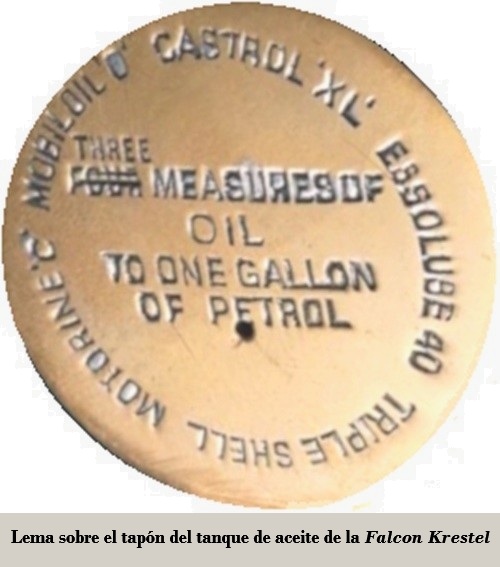 MOBILOIL 'D' CASTROL 'XL' ESSOLUBE 40 TRIPLE SHELL MOTORINE 'C'
THREE
FOUR MEASURES OF
OIL
TO ONE GALLON
OF PETROL
Lema sobre el tapón del tanque de aceite de la Falcon Krestel